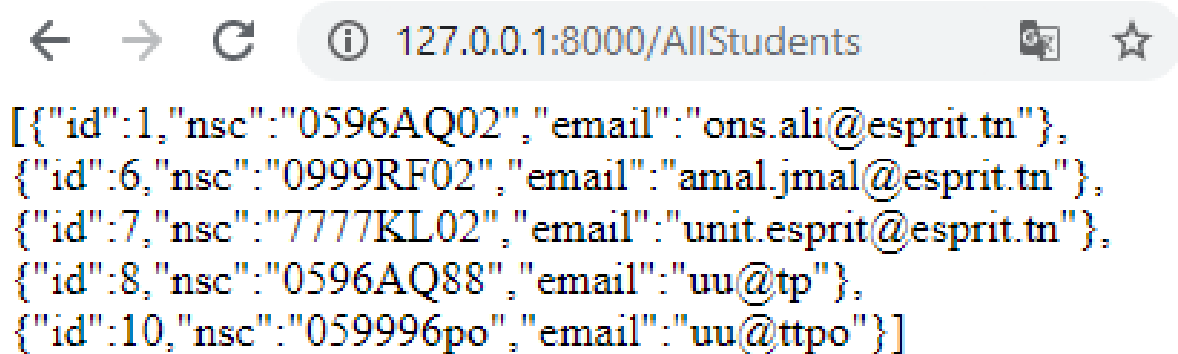 127.0.0.1:8000/AllStudents
[{"id":1,"nsc":"0596AQ02","email":"ons.ali@esprit.tn"},
{"id":6,"nsc":"0999RF02","email":"amal.jmal@esprit.tn"},
{"id":7,"nsc":"7777KL02","email":"unit.esprit@esprit.tn"},
{"id":8,"nsc":"0596AQ88","email":"uu@tp"},
{"id":10,"nsc":"059996po","email":"uu@ttpo"}]